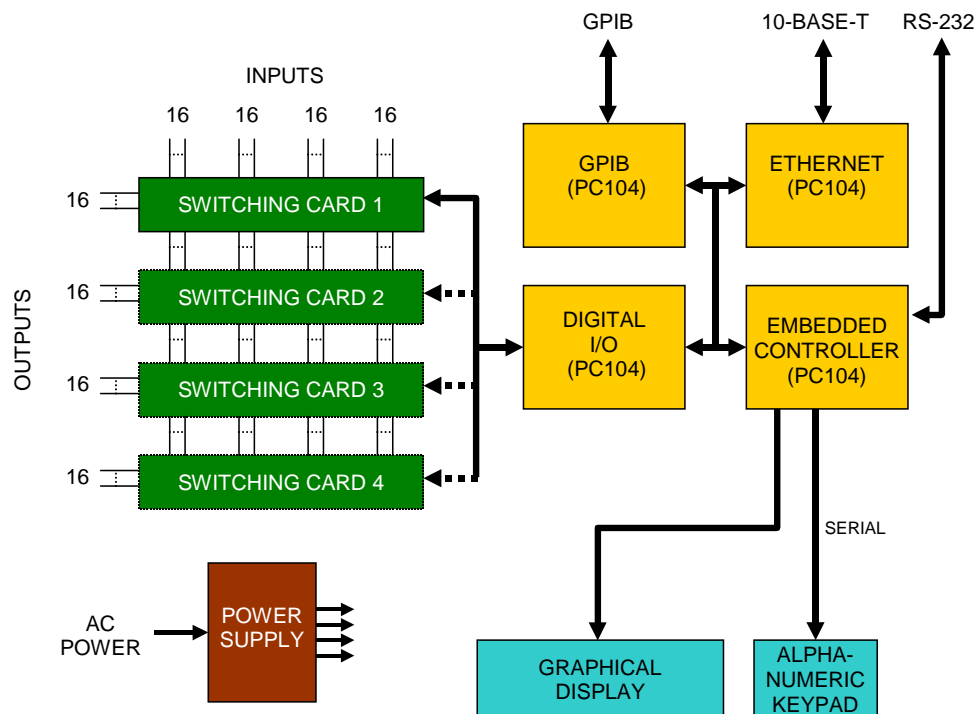 GPIB
10-BASE-T
RS-232
INPUTS
16
16
16
16
GPIB
(PC104)
ETHERNET
(PC104)
16
SWITCHING CARD 1
OUTPUTS
16
SWITCHING CARD 2
DIGITAL
I/O
(PC104)
EMBEDDED
CONTROLLER
(PC104)
16
SWITCHING CARD 3
16
SWITCHING CARD 4
SERIAL
AC
POWER
POWER
SUPPLY
GRAPHICAL
DISPLAY
ALPHA-
NUMERIC
KEYPAD